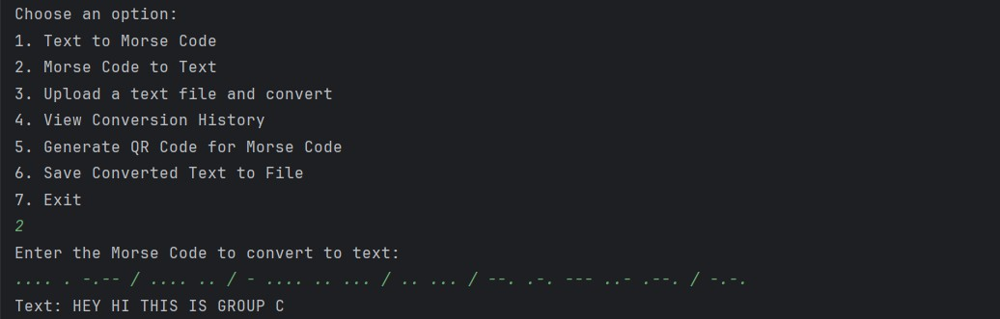 Choose an option:
1. Text to Morse Code
2. Morse Code to Text
3. Upload a text file and convert
4. View Conversion History
5. Generate QR Code for Morse Code
6. Save Converted Text to File
7. Exit
2
Enter the Morse Code to convert to text:
.... . -.-- / .... .. / - .... .. ... / .. ... / --. .-. --- ..- .--. / -.-.
Text: HEY HI THIS IS GROUP C